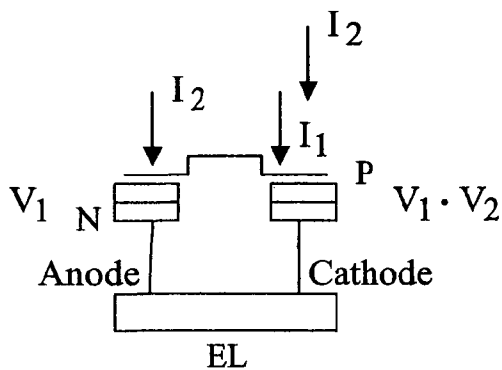 I2
I2
I1
P
V1
N
V1 · V2
Anode
Cathode
EL